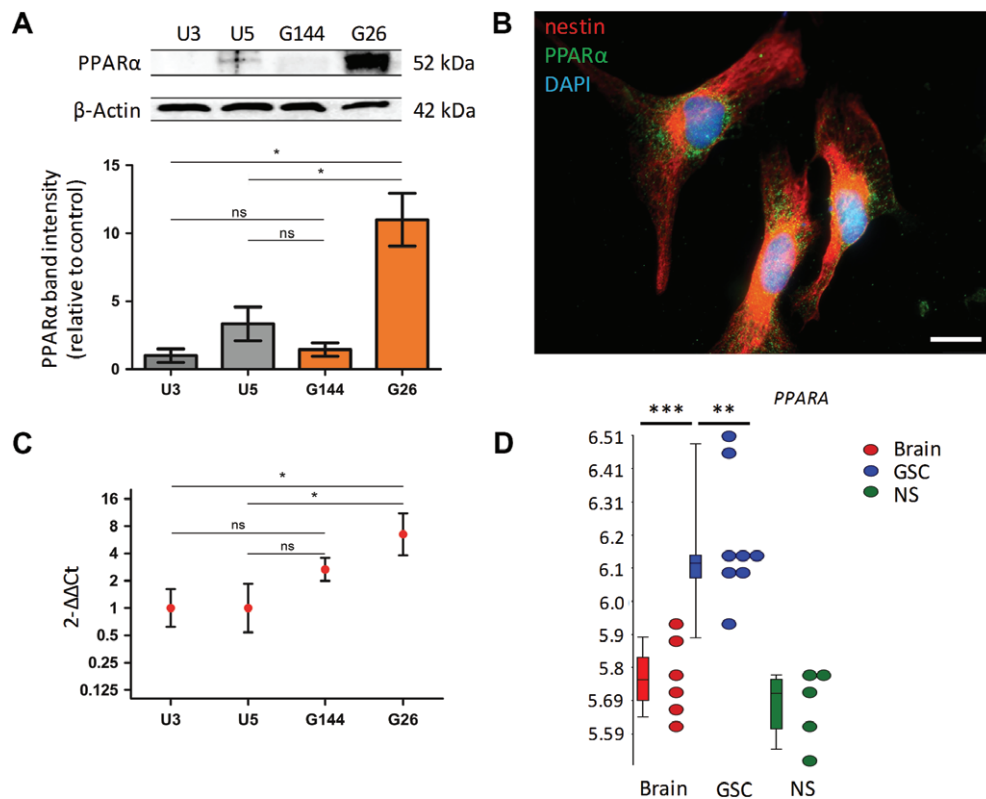 A
U3 U5 G144 G26
PPARα 52 kDa
β-Actin 42 kDa
*
*
ns
ns
PPARα band intensity
(relative to control)
15
10
5
0
U3 U5 G144 G26
B
nestin
PPARα
DAPI
C
*
*
ns
ns
2-ΔΔCt
16
8
4
2
1
0.5
0.25
0.125
U3 U5 G144 G26
D
PPARA
*** **
6.51
6.41
6.31
6.2
6.1
6.0
5.9
5.8
5.69
5.59
Brain
GSC
NS
Brain GSC NS